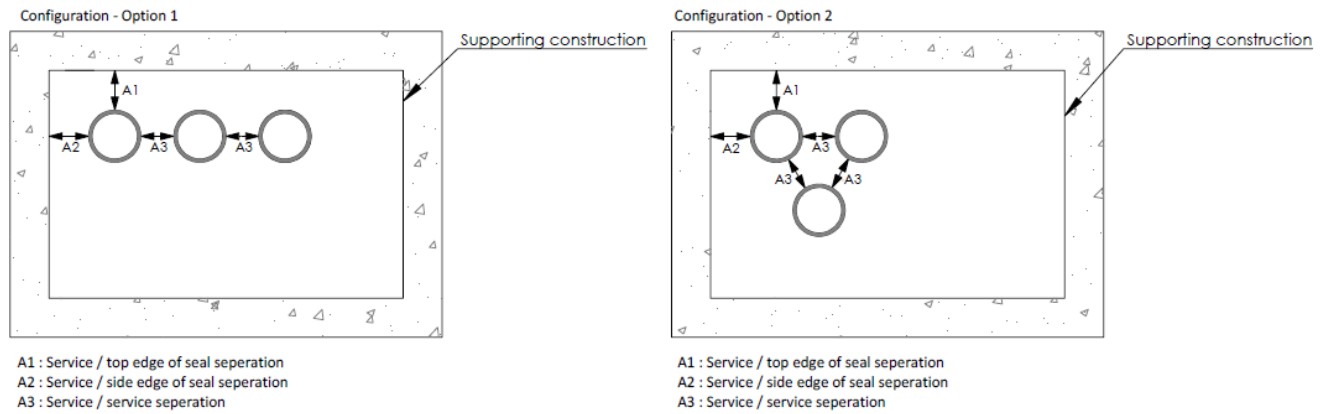 Configuration - Option 1
Supporting construction
A1
A2
A3
A3
A1 : Service / top edge of seal seperation
A2 : Service / side edge of seal seperation
A3 : Service / service seperation
Configuration - Option 2
Supporting construction
A1
A2
A3
A3
A3
A1 : Service / top edge of seal seperation
A2 : Service / side edge of seal seperation
A3 : Service / service seperation